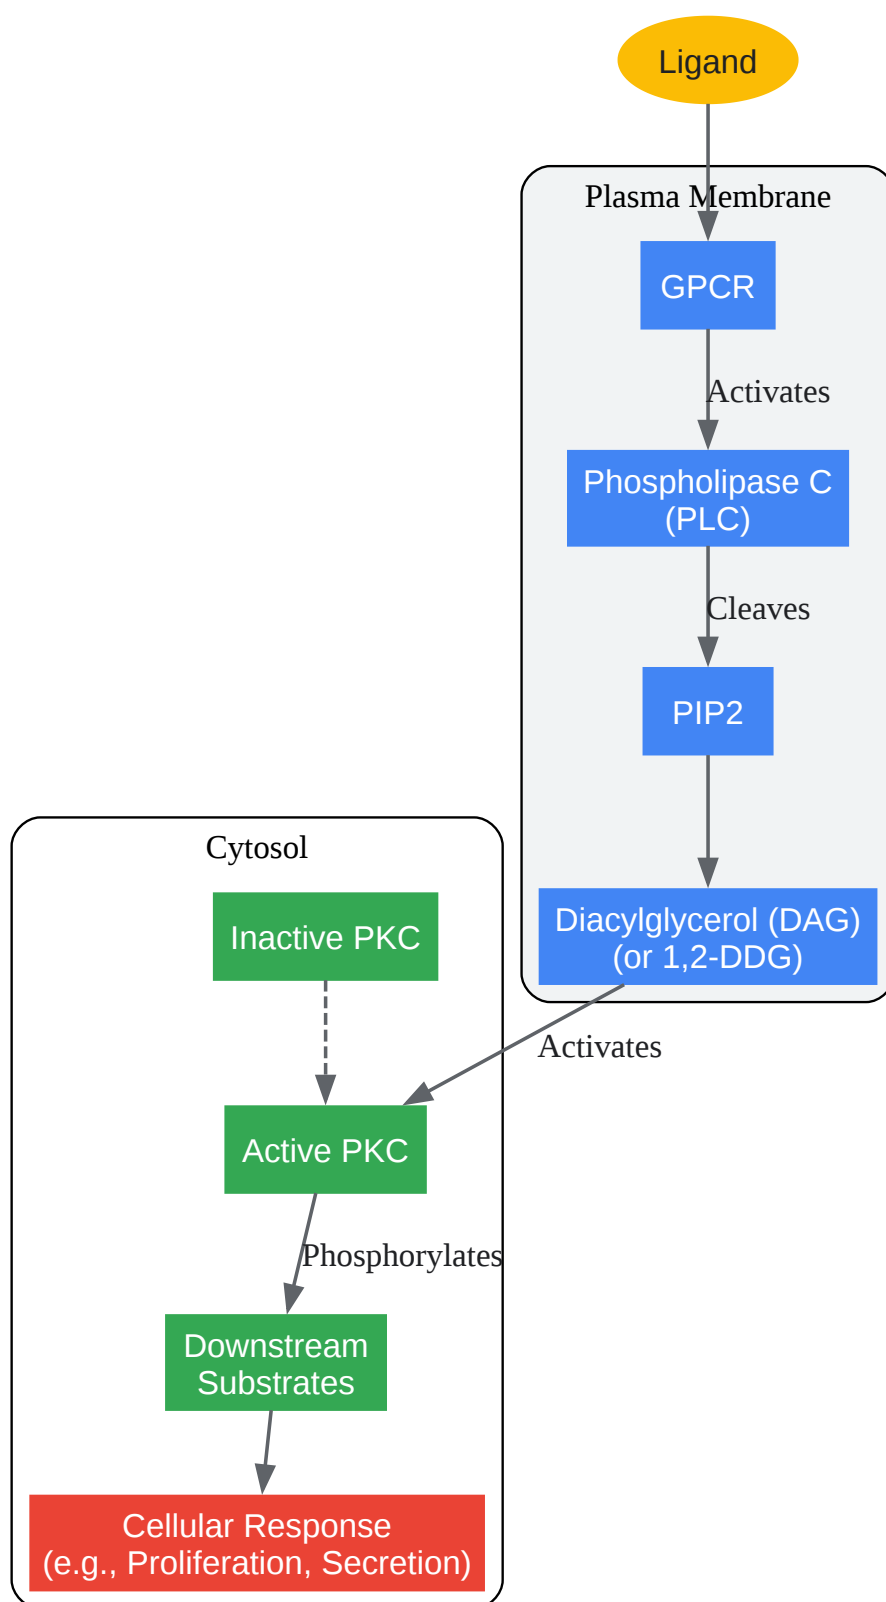 Ligand
Plasma Membrane
GPCR
Activates
Phospholipase C
(PLC)
Cleaves
PIP2
Diacylglycerol (DAG)
(or 1,2-DDG)
Activates
Cytosol
Inactive PKC
Active PKC
Phosphorylates
Downstream
Substrates
Cellular Response
(e.g., Proliferation, Secretion)